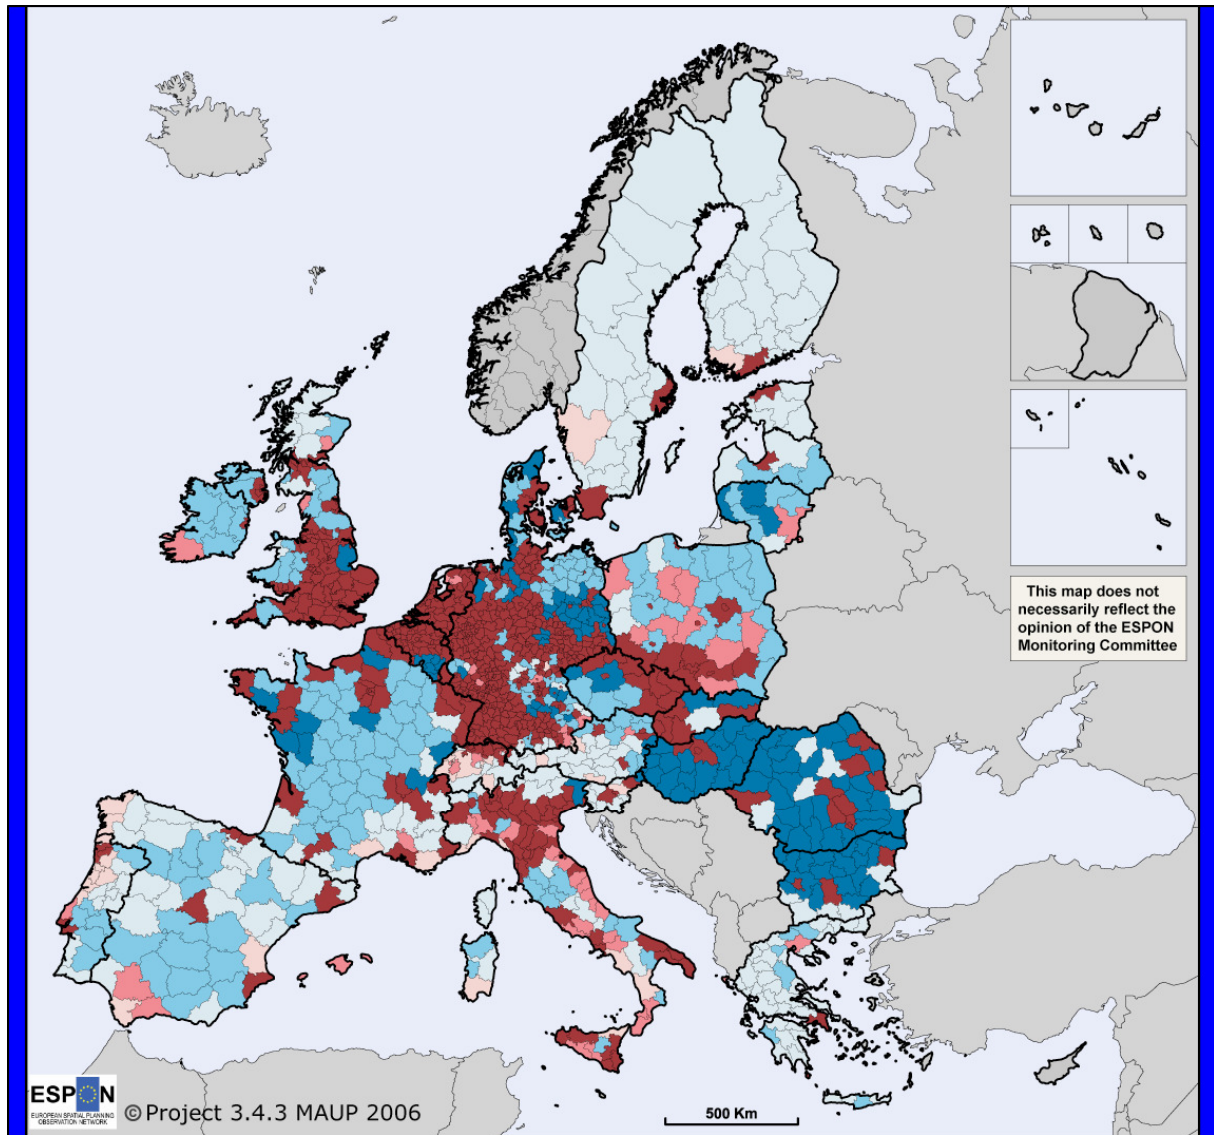 This map does not
necessarily reflect the
opinion of the ESPON
Monitoring Committee
ESPON
EUROPEAN SPATIAL PLANNING
OBSERVATION NETWORK
© Project 3.4.3 MAUP 2006
500 Km